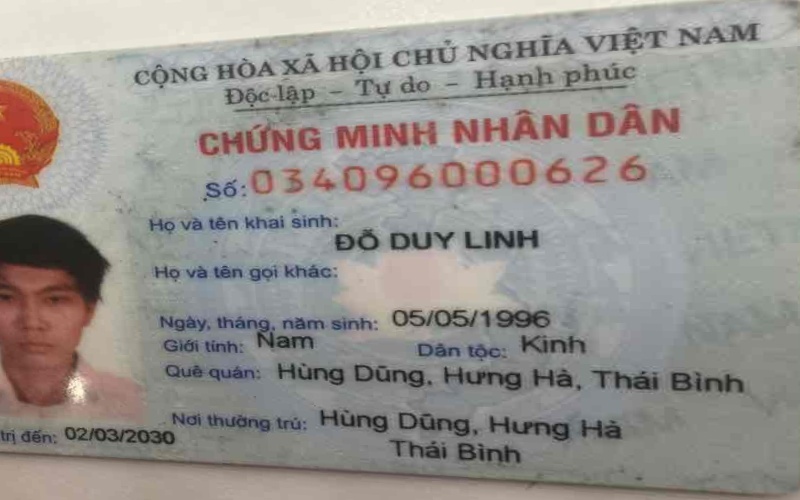 CỘNG HÒA XÃ HỘI CHỦ NGHĨA VIỆT NAM
Độc lập - Tự do - Hạnh phúc
CHỨNG MINH NHÂN DÂN
Số: 034096000626
Họ và tên khai sinh:
ĐỖ DUY LINH
Họ và tên gọi khác:
Ngày, tháng, năm sinh: 05/05/1996
Giới tính: Nam Dân tộc: Kinh
Quê quán: Hùng Dũng, Hưng Hà, Thái Bình
Nơi thường trú: Hùng Dũng, Hưng Hà
Thái Bình
trị đến: 02/03/2030